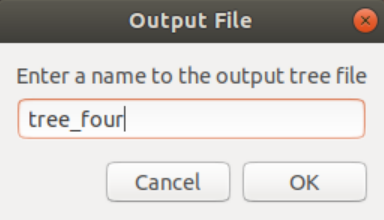 Output File
Enter a name to the output tree file
tree_four
Cancel
OK